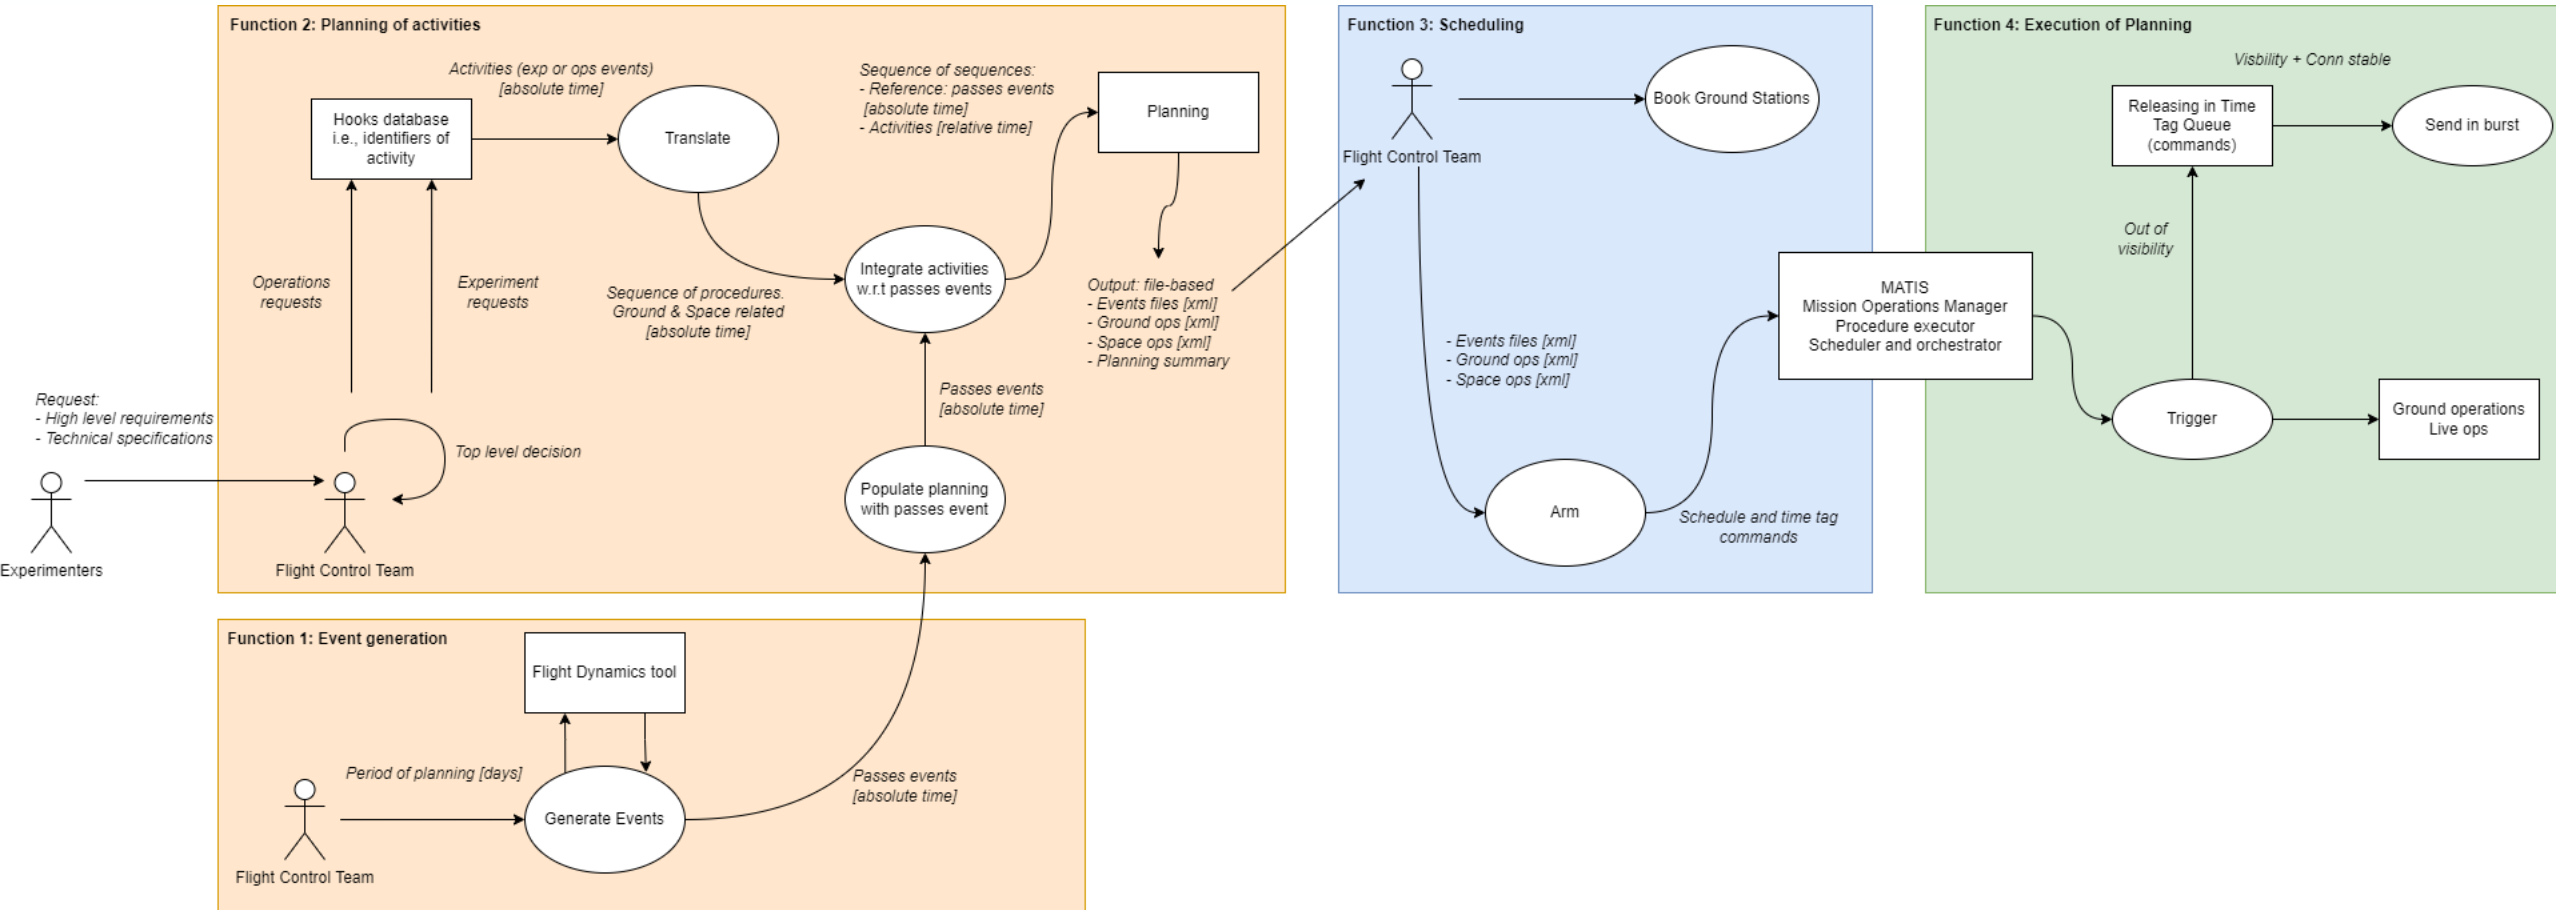 Function 2: Planning of activities
Activities (exp or ops events)
[absolute time]
Hooks database
i.e., identifiers of
activity
Translate
Sequence of sequences:
- Reference: passes events
[absolute time]
- Activities [relative time]
Planning
Operations
requests
Experiment
requests
Sequence of procedures.
Ground & Space related
[absolute time]
Integrate activities
w.r.t passes events
Output: file-based
- Events files [xml]
- Ground ops [xml]
- Space ops [xml]
- Planning summary
Passes events
[absolute time]
Request:
- High level requirements
- Technical specifications
Top level decision
Populate planning
with passes event
Experimenters
Flight Control Team
Function 1: Event generation
Flight Dynamics tool
Period of planning [days]
Generate Events
Passes events
[absolute time]
Flight Control Team
Function 3: Scheduling
Book Ground Stations
Flight Control Team
- Events files [xml]
- Ground ops [xml]
- Space ops [xml]
Arm
Schedule and time tag
commands
MATIS
Mission Operations Manager
Procedure executor
Scheduler and orchestrator
Function 4: Execution of Planning
Visbility + Conn stable
Releasing in Time
Tag Queue
(commands)
Send in burst
Out of
visibility
Trigger
Ground operations
Live ops